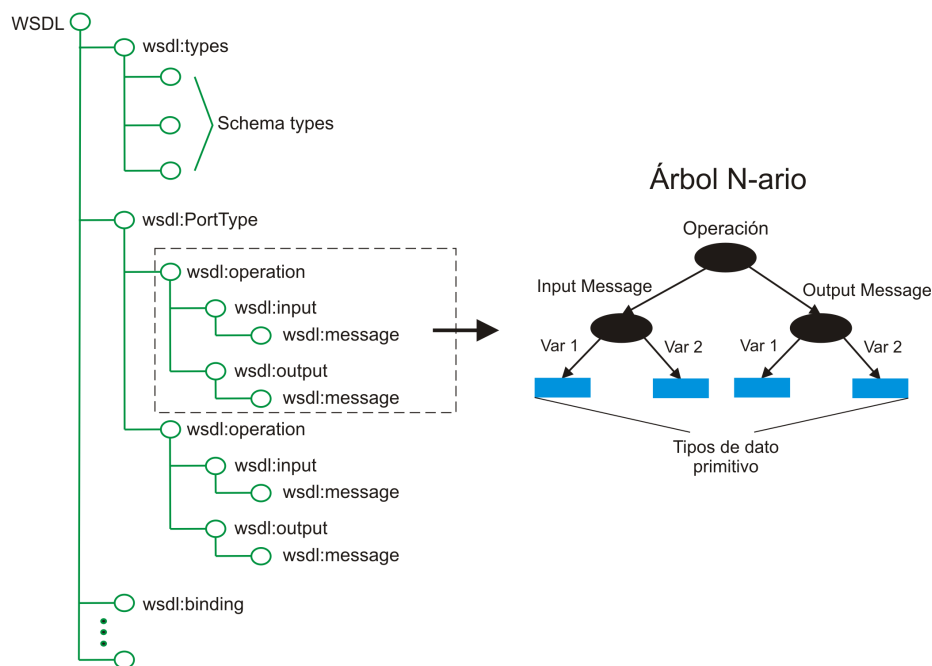 WSDL
wsdl:types
Schema types
wsdl:PortType
wsdl:operation
wsdl:input
wsdl:message
wsdl:output
wsdl:message
wsdl:operation
wsdl:input
wsdl:message
wsdl:output
wsdl:message
wsdl:binding
Árbol N-ario
Operación
Input Message
Output Message
Var 1
Var 2
Var 1
Var 2
Tipos de dato
primitivo